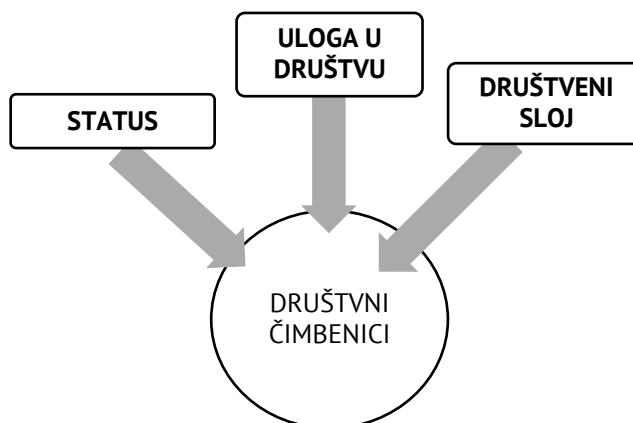 ULOGA U
DRUŠTVU
STATUS
DRUŠTVENI
SLOJ
DRUŠTVNI
ČIMBENICI